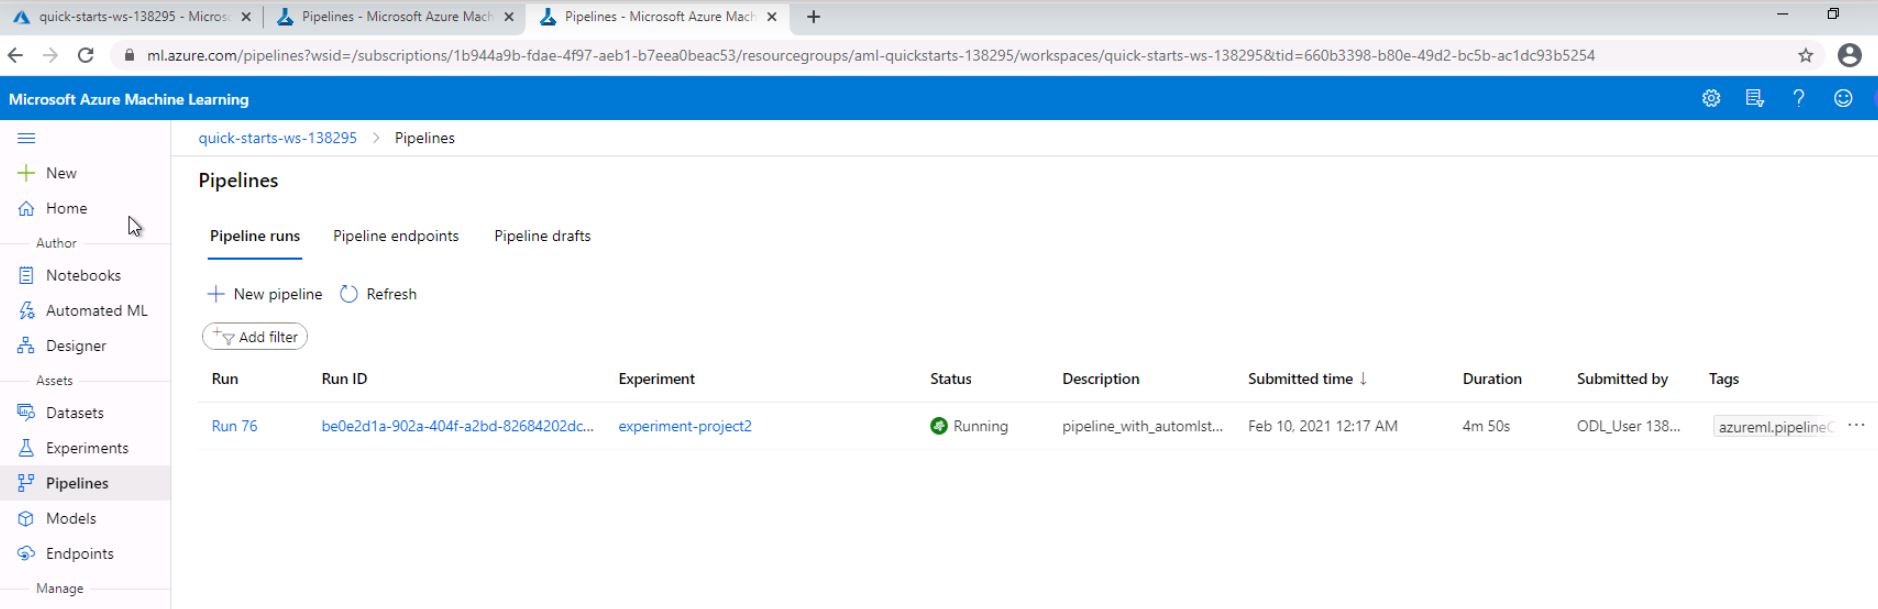 quick-starts-ws-138295 - Microso
Pipelines - Microsoft Azure Mach
Pipelines - Microsoft Azure Mach
ml.azure.com/pipelines?wsid=/subscriptions/1b944a9b-fdae-4f97-aeb1-b7eea0beac53/resourcegroups/aml-quickstarts-138295/workspaces/quick-starts-ws-138295&tid=660b3398-b80e-49d2-bc5b-ac1dc93b5254
Microsoft Azure Machine Learning
New
Home
Author
Notebooks
Automated ML
Designer
Assets
Datasets
Experiments
Pipelines
Models
Endpoints
Manage
quick-starts-ws-138295 > Pipelines
Pipelines
Pipeline runs Pipeline endpoints Pipeline drafts
New pipeline Refresh
Add filter
Run Run ID Experiment Status Description Submitted time ↓ Duration Submitted by Tags
Run 76 be0e2d1a-902a-404f-a2bd-82684202dc... experiment-project2 Running pipeline_with_automlst... Feb 10, 2021 12:17 AM 4m 50s ODL_User 138... azureml.pipelineC ...